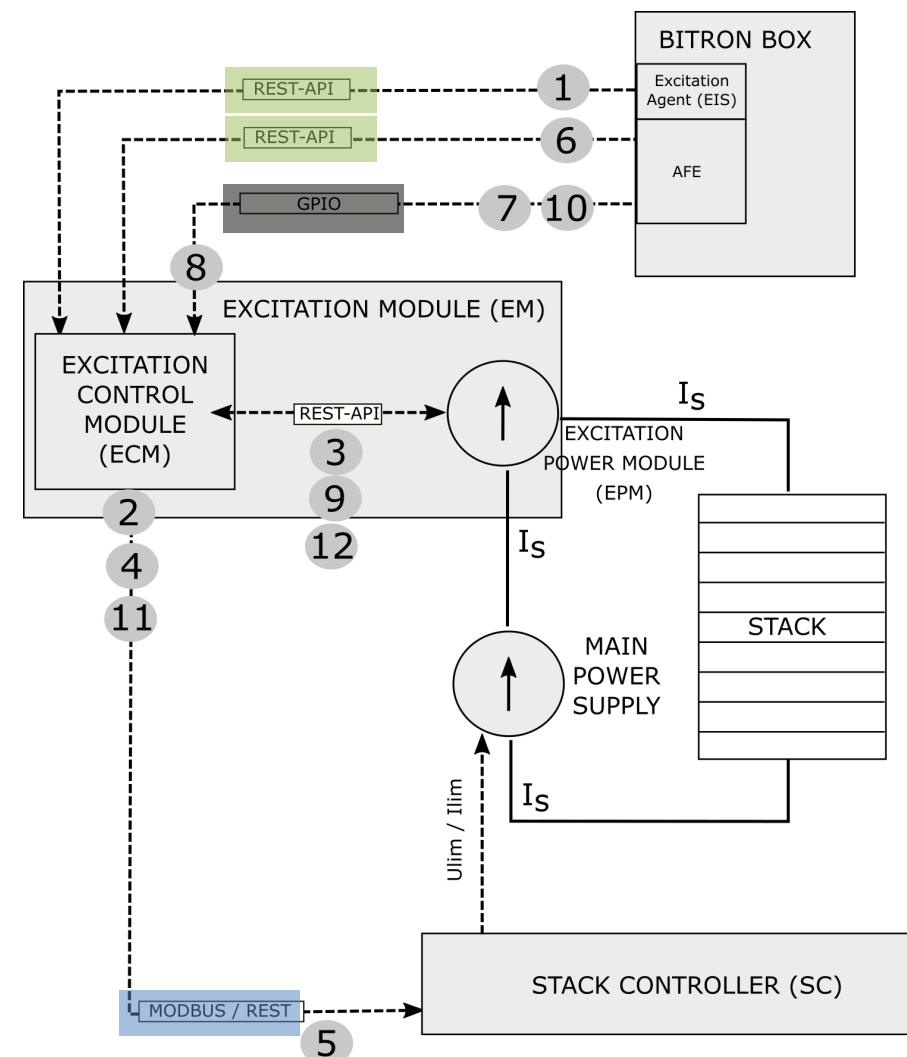 BITRON BOX
REST-API
1
Excitation
Agent (EIS)
REST-API
6
AFE
GPIO
7
10
8
EXCITATION MODULE (EM)
EXCITATION
CONTROL
MODULE
(ECM)
REST-API
3
9
12
IS
EXCITATION
POWER MODULE
(EPM)
2
4
11
IS
STACK
MAIN
POWER
SUPPLY
IS
Ulim / Ilim
STACK CONTROLLER (SC)
MODBUS / REST
5